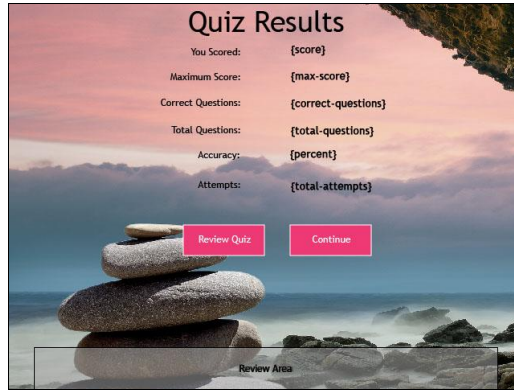 Quiz Results
You Scored: {score}
Maximum Score: {max-score}
Correct Questions: {correct-questions}
Total Questions: {total-questions}
Accuracy: {percent}
Attempts: {total-attempts}
Review Quiz Continue
Review Area